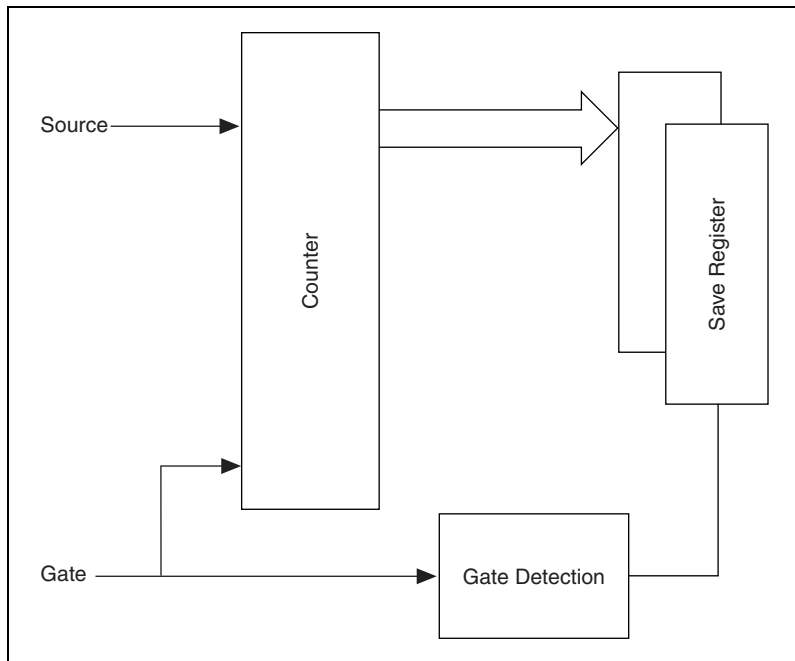 Source
Counter
Save Register
Gate
Gate Detection